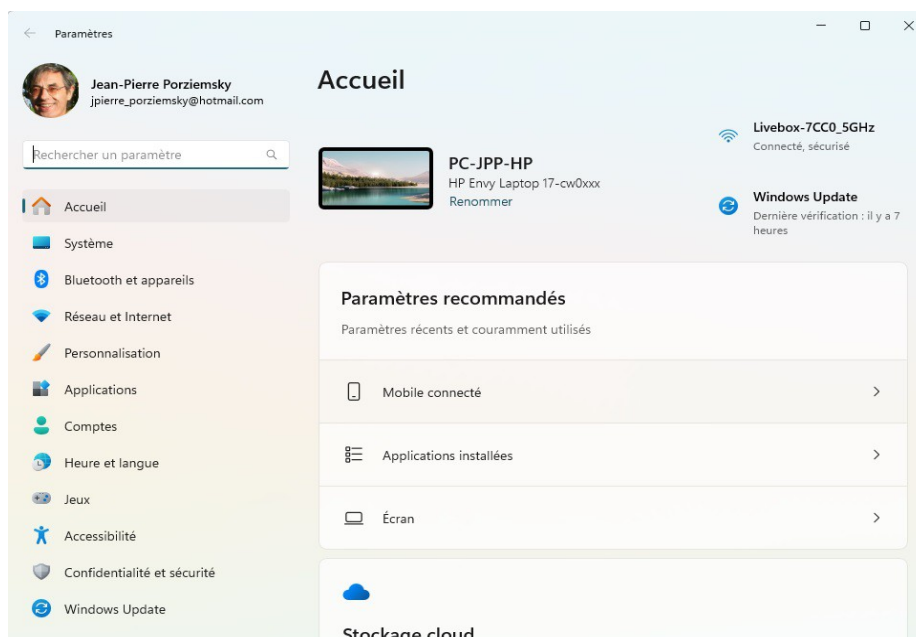 Paramètres
Jean-Pierre Porziemsky
jpierre_porziemsky@hotmail.com
Rechercher un paramètre
Accueil
Système
Bluetooth et appareils
Réseau et Internet
Personnalisation
Applications
Comptes
Heure et langue
Jeux
Accessibilité
Confidentialité et sécurité
Windows Update
Accueil
PC-JPP-HP
HP Envy Laptop 17-cw0xxx
Renommer
Livebox-7CC0_5GHz
Connecté, sécurisé
Windows Update
Dernière vérification : il y a 7
heures
Paramètres recommandés
Paramètres récents et couramment utilisés
Mobile connecté
Applications installées
Écran
Stockage cloud